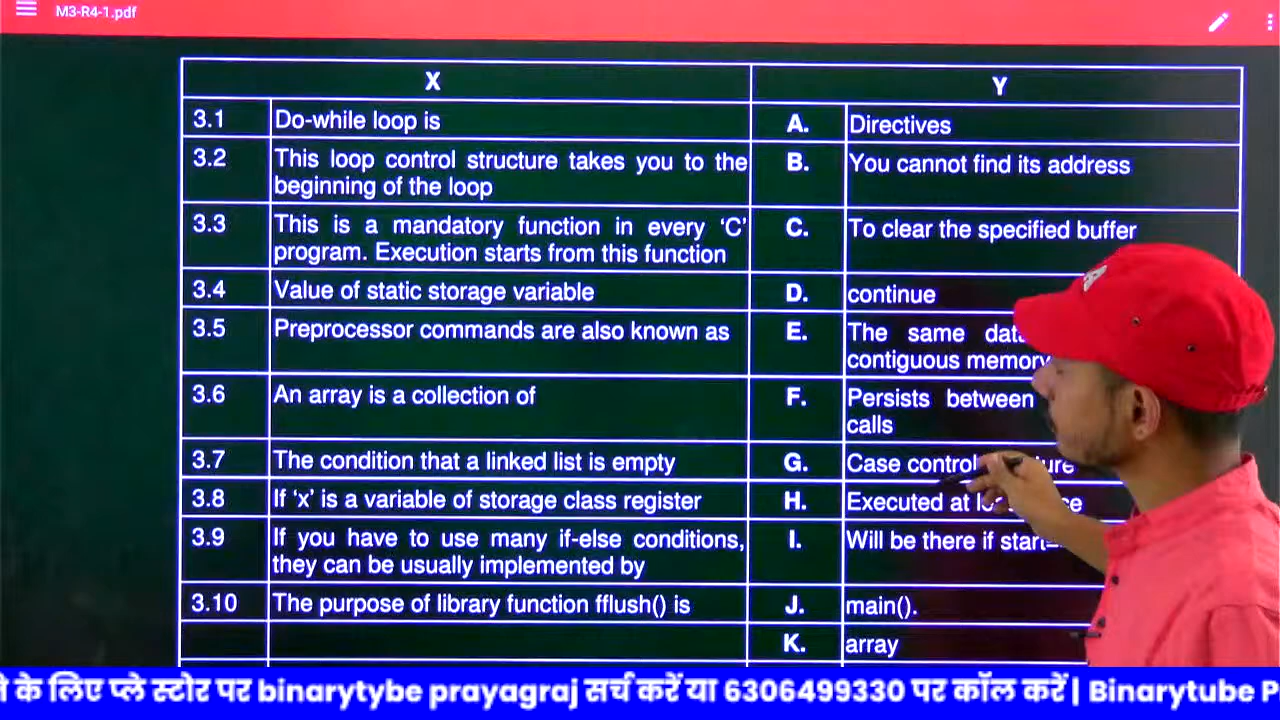 M3-R4-1.pdf
X Y
3.1 Do-while loop is A. Directives
3.2 This loop control structure takes you to the B. You cannot find its address
beginning of the loop
3.3 This is a mandatory function in every ‘C’ C. To clear the specified buffer
program. Execution starts from this function
3.4 Value of static storage variable D. continue
3.5 Preprocessor commands are also known as E. The same
contiguous memory
3.6 An array is a collection of F. Persists between
calls
3.7 The condition that a linked list is empty G. Case control
3.8 If ‘x’ is a variable of storage class register H. Executed at
3.9 If you have to use many if-else conditions, I. Will be there if start=
they can be usually implemented by
3.10 The purpose of library function fflush() is J. main().
K. array
के लिए प्ले स्टोर पर binarytybe prayagraj सर्च करें या 6306499330 पर कॉल करें| Binarytube